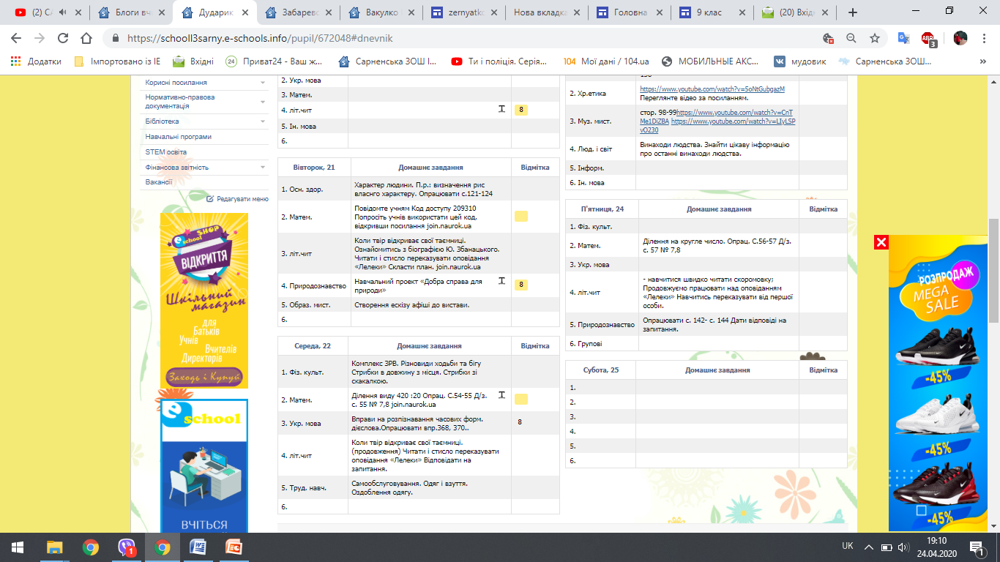 (2) СА
Блоги вч
Дударик
Забаревс
Вакулко
zernyatko
Нова вкладка
Головна
9 клас
(20) Вхідн
https://schooll3sarny.e-schools.info/pupil/672048#dnevnik
ABP
3
Додатки
Імпортовано із IE
Вхідні
24
Приват24 - Ваш ж...
Сарненська ЗОШ І...
Ти і поліція. Серія...
104
Мої дані / 104.ua
МОБИЛЬНЫЕ АКС...
мудовик
Сарненська ЗОШ...
»
Корисні посилання
Нормативно-правова
документація
Бібліотека
Навчальні програми
STEM освіта
Фінансова звітність
Вакансії
Редагувати меню
e school SHOP
ВІДКРИТТЯ
Шкільний
магазин
для
Батьків
Учнів
Вчителів
Директорів
Заходь і Купуй
e school
ВЧІТЬСЯ
2. Укр. мова
3. Матем.
4. літ.чит 8
5. Ін. мова
6.
Вівторок, 21 Домашнє завдання Відмітка
1. Осн. здор. Характер людини. П.р.: визначення рис
власнго характеру. Опрацювати с.121-124
2. Матем. Повідомте учням Код доступу 209310
Попросіть учнів використати цей код,
відкривши посилання join.naurok.ua
3. літ.чит Коли твір відкриває свої таємниці.
Ознайомитись з біографією Ю. Збанацького.
Читати і стисло переказувати оповідання
«Лелеки» Скласти план. join.naurok.ua
4. Природознавство Навчальний проект «Добра справа для
природи» 8
5. Образ. мист. Створення ескізу афіші до вистави.
6.
Середа, 22 Домашнє завдання Відмітка
1. Фіз. культ. Комплекс ЗРВ. Різновиди ходьби та бігу
Стрибки в довжину з місця. Стрибки зі
скакалкою.
2. Матем. Ділення виду 420 :20 Опрац. С.54-55 Д/з.
с. 55 № 7,8 join.naurok.ua
3. Укр. мова Вправи на розпізнавання часових форм.
дієслова.Опрацювати впр.368, 370.. 8
4. літ.чит Коли твір відкриває свої таємниці.
(продовження) Читати і стисло переказувати
оповідання «Лелеки» Відповідати на
запитання.
5. Труд. навч. Самообслуговування. Одяг і взуття.
Оздоблення одягу.
6.
2. Хр.етика https://www.youtube.com/watch?v=5oNtGubgazM
Переглянте відео за посиланням.
3. Муз. мист. стор. 98-99https://www.youtube.com/watch?v=CnT
Me1DiZBA https://www.youtube.com/watch?v=LIyLSP
vO230
4. Люд. і світ Винаходи людства. Знайти цікаву інформацію
про останні винаходи людства.
5. Інформ.
6. Ін. мова
П'ятниця, 24 Домашнє завдання Відмітка
1. Фіз. культ.
2. Матем. Ділення на кругле число. Опрац. С.56-57 Д/з.
с. 57 № 7,8
3. Укр. мова
4. літ.чит - навчитися швидко читати скоромовку;
Продовжуємо працювати над оповіданням
«Лелеки» Навчитись переказувати від першої
особи.
5. Природознавство Опрацювати с. 142- с. 144 Дати відповіді на
запитання.
6. Групові
Субота, 25 Домашнє завдання Відмітка
1.
2.
3.
4.
5.
6.
РОЗПРОДАЖ
MEGA
SALE
-45%
-45%
-45%
1
UK
19:10
24.04.2020
1